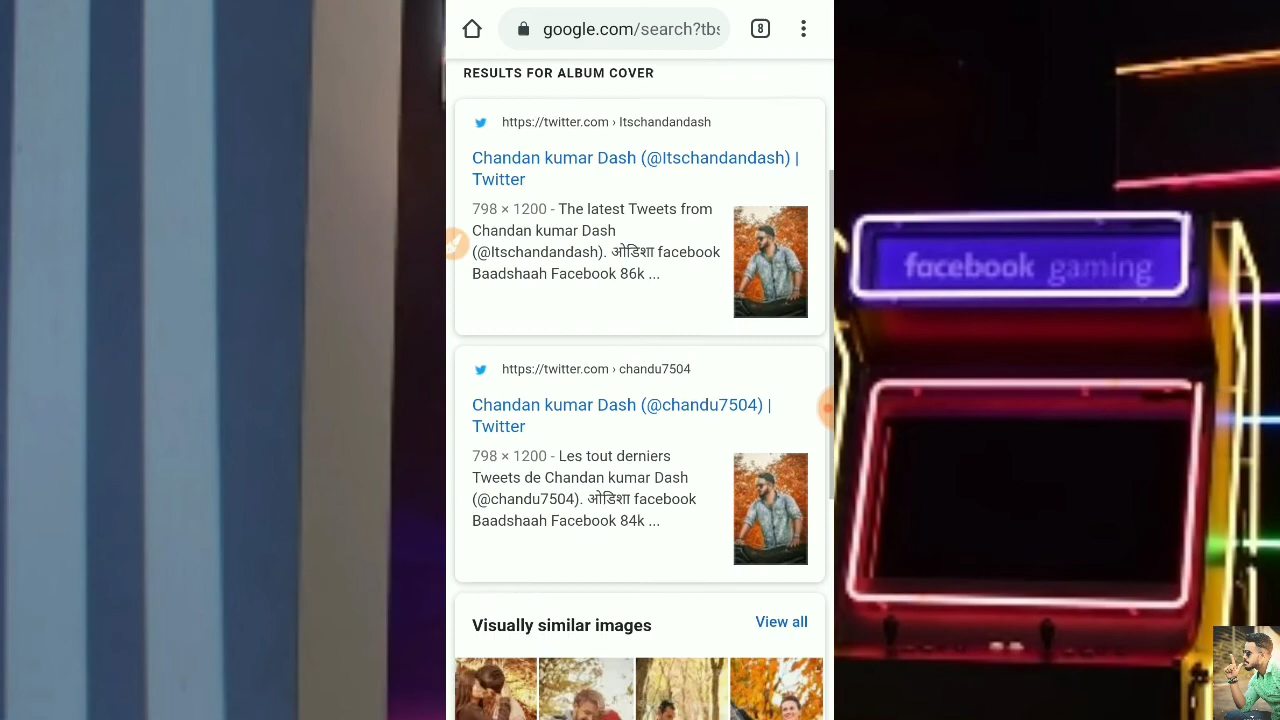 google.com/search?tbs
8
RESULTS FOR ALBUM COVER
https://twitter.com › Itschandandash
Chandan kumar Dash (@Itschandandash) |
Twitter
798 × 1200 - The latest Tweets from
Chandan kumar Dash
(@Itschandandash). ओडिशा facebook
Baadshaah Facebook 86k ...
https://twitter.com › chandu7504
Chandan kumar Dash (@chandu7504) |
Twitter
798 × 1200 - Les tout derniers
Tweets de Chandan kumar Dash
(@chandu7504). ओडिशा facebook
Baadshaah Facebook 84k ...
Visually similar images
View all
facebook gaming